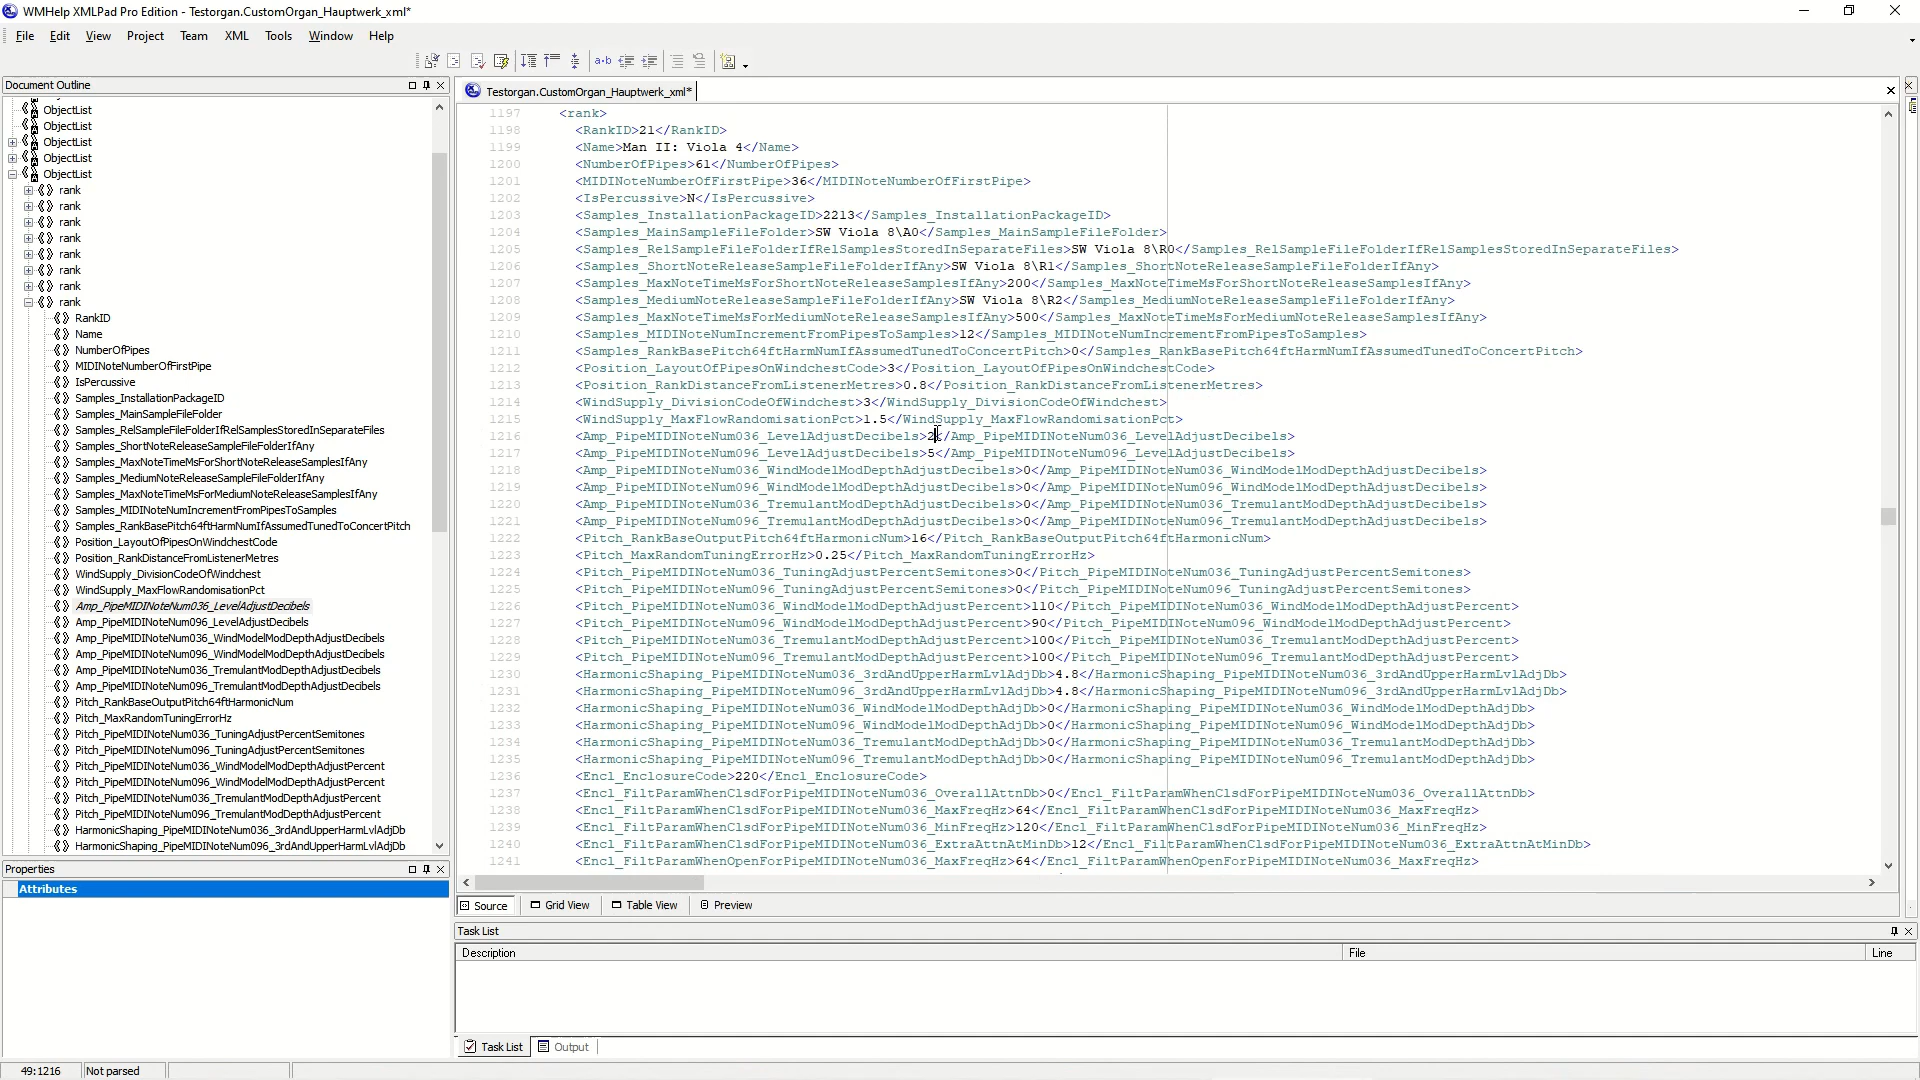 WMHelp XMLPad Pro Edition - Testorgan.CustomOrgan_Hauptwerk_xml*
File Edit View Project Team XML Tools Window Help
Document Outline
ObjectList
ObjectList
ObjectList
ObjectList
ObjectList
rank
rank
rank
rank
rank
rank
rank
rank
RankID
Name
NumberOfPipes
MIDINoteNumberOfFirstPipe
IsPercussive
Samples_InstallationPackageID
Samples_MainSampleFileFolder
Samples_RelSampleFileFolderIfRelSamplesStoredInSeparateFiles
Samples_ShortNoteReleaseSampleFileFolderIfAny
Samples_MaxNoteTimeMsForShortNoteReleaseSamplesIfAny
Samples_MediumNoteReleaseSampleFileFolderIfAny
Samples_MaxNoteTimeMsForMediumNoteReleaseSamplesIfAny
Samples_MIDINoteNumIncrementFromPipesToSamples
Samples_RankBasePitch64ftHarmNumIfAssumedTunedToConcertPitch
Position_LayoutOfPipesOnWindchestCode
Position_RankDistanceFromListenerMetres
WindSupply_DivisionCodeOfWindchest
WindSupply_MaxFlowRandomisationPct
Amp_PipeMIDINoteNum036_LevelAdjustDecibels
Amp_PipeMIDINoteNum096_LevelAdjustDecibels
Amp_PipeMIDINoteNum036_WindModelModDepthAdjustDecibels
Amp_PipeMIDINoteNum096_WindModelModDepthAdjustDecibels
Amp_PipeMIDINoteNum036_TremulantModDepthAdjustDecibels
Amp_PipeMIDINoteNum096_TremulantModDepthAdjustDecibels
Pitch_RankBaseOutputPitch64ftHarmonicNum
Pitch_MaxRandomTuningErrorHz
Pitch_PipeMIDINoteNum036_TuningAdjustPercentSemitones
Pitch_PipeMIDINoteNum096_TuningAdjustPercentSemitones
Pitch_PipeMIDINoteNum036_WindModelModDepthAdjustPercent
Pitch_PipeMIDINoteNum096_WindModelModDepthAdjustPercent
Pitch_PipeMIDINoteNum036_TremulantModDepthAdjustPercent
Pitch_PipeMIDINoteNum096_TremulantModDepthAdjustPercent
HarmonicShaping_PipeMIDINoteNum036_3rdAndUpperHarmLvlAdjDb
HarmonicShaping_PipeMIDINoteNum096_3rdAndUpperHarmLvlAdjDb
Properties
Attributes
Testorgan.CustomOrgan_Hauptwerk_xml*
1197 <rank>
1198 <RankID>21</RankID>
1199 <Name>Man II: Viola 4</Name>
1200 <NumberOfPipes>61</NumberOfPipes>
1201 <MIDINoteNumberOfFirstPipe>36</MIDINoteNumberOfFirstPipe>
1202 <IsPercussive>N</IsPercussive>
1203 <Samples_InstallationPackageID>2213</Samples_InstallationPackageID>
1204 <Samples_MainSampleFileFolder>SW Viola 8\A0</Samples_MainSampleFileFolder>
1205 <Samples_RelSampleFileFolderIfRelSamplesStoredInSeparateFiles>SW Viola 8\R0</Samples_RelSampleFileFolderIfRelSamplesStoredInSeparateFiles>
1206 <Samples_ShortNoteReleaseSampleFileFolderIfAny>SW Viola 8\R1</Samples_ShortNoteReleaseSampleFileFolderIfAny>
1207 <Samples_MaxNoteTimeMsForShortNoteReleaseSamplesIfAny>200</Samples_MaxNoteTimeMsForShortNoteReleaseSamplesIfAny>
1208 <Samples_MediumNoteReleaseSampleFileFolderIfAny>SW Viola 8\R2</Samples_MediumNoteReleaseSampleFileFolderIfAny>
1209 <Samples_MaxNoteTimeMsForMediumNoteReleaseSamplesIfAny>500</Samples_MaxNoteTimeMsForMediumNoteReleaseSamplesIfAny>
1210 <Samples_MIDINoteNumIncrementFromPipesToSamples>12</Samples_MIDINoteNumIncrementFromPipesToSamples>
1211 <Samples_RankBasePitch64ftHarmNumIfAssumedTunedToConcertPitch>0</Samples_RankBasePitch64ftHarmNumIfAssumedTunedToConcertPitch>
1212 <Position_LayoutOfPipesOnWindchestCode>3</Position_LayoutOfPipesOnWindchestCode>
1213 <Position_RankDistanceFromListenerMetres>0.8</Position_RankDistanceFromListenerMetres>
1214 <WindSupply_DivisionCodeOfWindchest>3</WindSupply_DivisionCodeOfWindchest>
1215 <WindSupply_MaxFlowRandomisationPct>1.5</WindSupply_MaxFlowRandomisationPct>
1216 <Amp_PipeMIDINoteNum036_LevelAdjustDecibels>2</Amp_PipeMIDINoteNum036_LevelAdjustDecibels>
1217 <Amp_PipeMIDINoteNum096_LevelAdjustDecibels>5</Amp_PipeMIDINoteNum096_LevelAdjustDecibels>
1218 <Amp_PipeMIDINoteNum036_WindModelModDepthAdjustDecibels>0</Amp_PipeMIDINoteNum036_WindModelModDepthAdjustDecibels>
1219 <Amp_PipeMIDINoteNum096_WindModelModDepthAdjustDecibels>0</Amp_PipeMIDINoteNum096_WindModelModDepthAdjustDecibels>
1220 <Amp_PipeMIDINoteNum036_TremulantModDepthAdjustDecibels>0</Amp_PipeMIDINoteNum036_TremulantModDepthAdjustDecibels>
1221 <Amp_PipeMIDINoteNum096_TremulantModDepthAdjustDecibels>0</Amp_PipeMIDINoteNum096_TremulantModDepthAdjustDecibels>
1222 <Pitch_RankBaseOutputPitch64ftHarmonicNum>16</Pitch_RankBaseOutputPitch64ftHarmonicNum>
1223 <Pitch_MaxRandomTuningErrorHz>0.25</Pitch_MaxRandomTuningErrorHz>
1224 <Pitch_PipeMIDINoteNum036_TuningAdjustPercentSemitones>0</Pitch_PipeMIDINoteNum036_TuningAdjustPercentSemitones>
1225 <Pitch_PipeMIDINoteNum096_TuningAdjustPercentSemitones>0</Pitch_PipeMIDINoteNum096_TuningAdjustPercentSemitones>
1226 <Pitch_PipeMIDINoteNum036_WindModelModDepthAdjustPercent>110</Pitch_PipeMIDINoteNum036_WindModelModDepthAdjustPercent>
1227 <Pitch_PipeMIDINoteNum096_WindModelModDepthAdjustPercent>90</Pitch_PipeMIDINoteNum096_WindModelModDepthAdjustPercent>
1228 <Pitch_PipeMIDINoteNum036_TremulantModDepthAdjustPercent>100</Pitch_PipeMIDINoteNum036_TremulantModDepthAdjustPercent>
1229 <Pitch_PipeMIDINoteNum096_TremulantModDepthAdjustPercent>100</Pitch_PipeMIDINoteNum096_TremulantModDepthAdjustPercent>
1230 <HarmonicShaping_PipeMIDINoteNum036_3rdAndUpperHarmLvlAdjDb>4.8</HarmonicShaping_PipeMIDINoteNum036_3rdAndUpperHarmLvlAdjDb>
1231 <HarmonicShaping_PipeMIDINoteNum096_3rdAndUpperHarmLvlAdjDb>4.8</HarmonicShaping_PipeMIDINoteNum096_3rdAndUpperHarmLvlAdjDb>
1232 <HarmonicShaping_PipeMIDINoteNum036_WindModelModDepthAdjDb>0</HarmonicShaping_PipeMIDINoteNum036_WindModelModDepthAdjDb>
1233 <HarmonicShaping_PipeMIDINoteNum096_WindModelModDepthAdjDb>0</HarmonicShaping_PipeMIDINoteNum096_WindModelModDepthAdjDb>
1234 <HarmonicShaping_PipeMIDINoteNum036_TremulantModDepthAdjDb>0</HarmonicShaping_PipeMIDINoteNum036_TremulantModDepthAdjDb>
1235 <HarmonicShaping_PipeMIDINoteNum096_TremulantModDepthAdjDb>0</HarmonicShaping_PipeMIDINoteNum096_TremulantModDepthAdjDb>
1236 <Encl_EnclosureCode>220</Encl_EnclosureCode>
1237 <Encl_FiltParamWhenClsdForPipeMIDINoteNum036_OverallAttnDb>0</Encl_FiltParamWhenClsdForPipeMIDINoteNum036_OverallAttnDb>
1238 <Encl_FiltParamWhenClsdForPipeMIDINoteNum036_MaxFreqHz>64</Encl_FiltParamWhenClsdForPipeMIDINoteNum036_MaxFreqHz>
1239 <Encl_FiltParamWhenClsdForPipeMIDINoteNum036_MinFreqHz>120</Encl_FiltParamWhenClsdForPipeMIDINoteNum036_MinFreqHz>
1240 <Encl_FiltParamWhenClsdForPipeMIDINoteNum036_ExtraAttnAtMinDb>12</Encl_FiltParamWhenClsdForPipeMIDINoteNum036_ExtraAttnAtMinDb>
1241 <Encl_FiltParamWhenOpenForPipeMIDINoteNum036_MaxFreqHz>64</Encl_FiltParamWhenOpenForPipeMIDINoteNum036_MaxFreqHz>
Source Grid View Table View Preview
Task List
Description File Line
Task List Output
49:1216 Not parsed